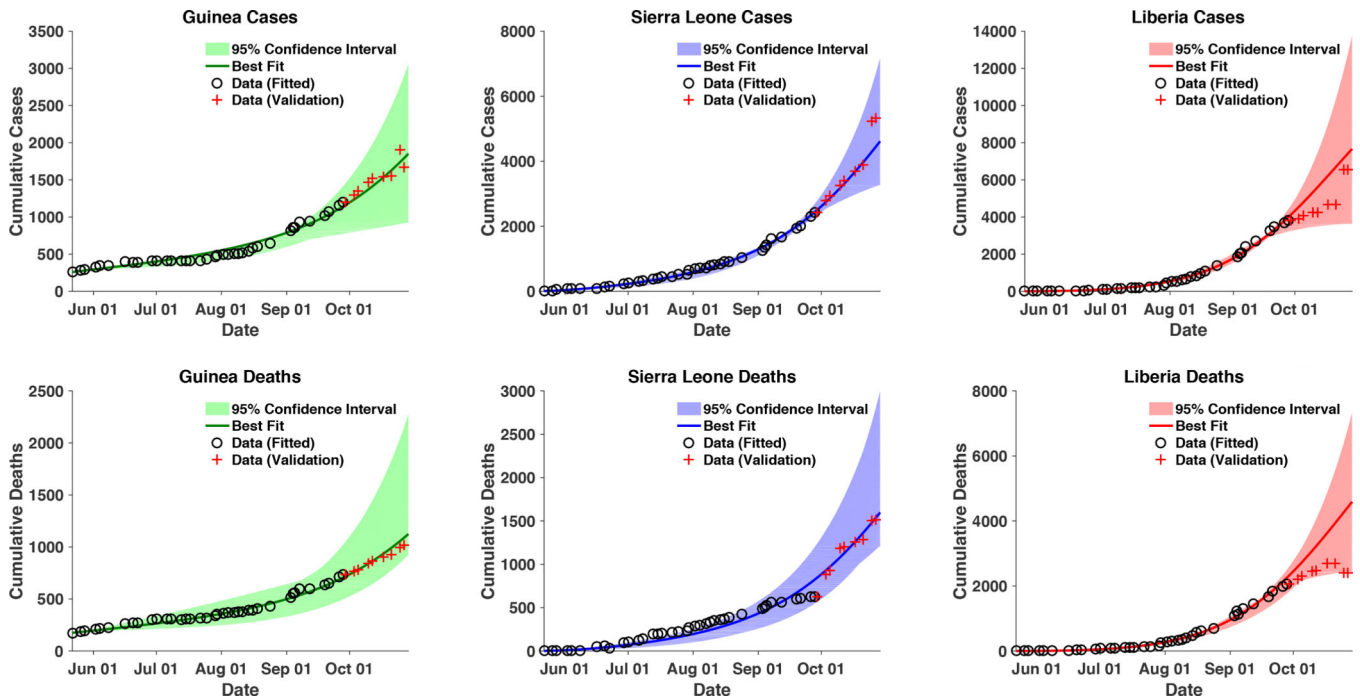 Guinea Cases
3500
3000
2500
2000
1500
1000
500
0
Cumulative Cases
95% Confidence Interval
Best Fit
Data (Fitted)
Data (Validation)
Jun 01 Jul 01 Aug 01 Sep 01 Oct 01
Date
Sierra Leone Cases
8000
6000
4000
2000
0
Cumulative Cases
95% Confidence Interval
Best Fit
Data (Fitted)
Data (Validation)
Jun 01 Jul 01 Aug 01 Sep 01 Oct 01
Date
Liberia Cases
14000
12000
10000
8000
6000
4000
2000
0
Cumulative Cases
95% Confidence Interval
Best Fit
Data (Fitted)
Data (Validation)
Jun 01 Jul 01 Aug 01 Sep 01 Oct 01
Date
Guinea Deaths
2500
2000
1500
1000
500
0
Cumulative Deaths
95% Confidence Interval
Best Fit
Data (Fitted)
Data (Validation)
Jun 01 Jul 01 Aug 01 Sep 01 Oct 01
Date
Sierra Leone Deaths
3000
2500
2000
1500
1000
500
0
Cumulative Deaths
95% Confidence Interval
Best Fit
Data (Fitted)
Data (Validation)
Jun 01 Jul 01 Aug 01 Sep 01 Oct 01
Date
Liberia Deaths
8000
6000
4000
2000
0
Cumulative Deaths
95% Confidence Interval
Best Fit
Data (Fitted)
Data (Validation)
Jun 01 Jul 01 Aug 01 Sep 01 Oct 01
Date